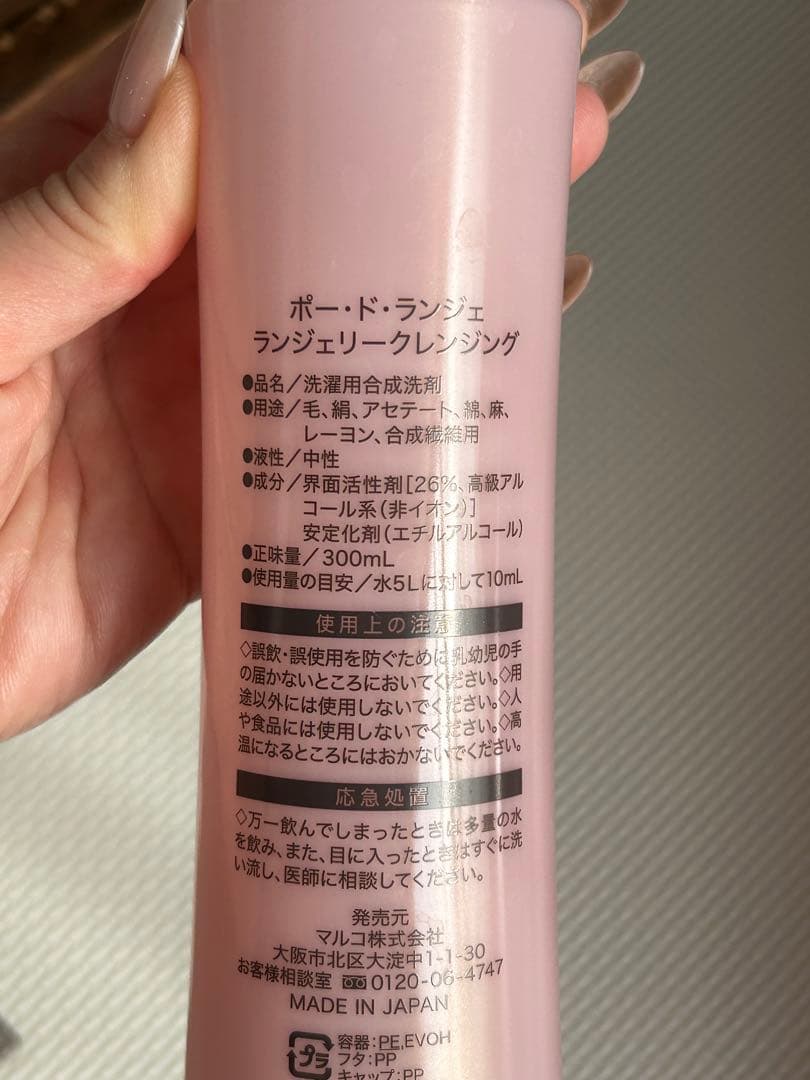 ポー・ド・ランジェ
ランジェリークレンジング
●品名／洗濯用合成洗剤
●用途／毛、絹、アセテート、綿、麻、
レーヨン、合成繊維用
●液性／中性
●成分／界面活性剤[26%、高級アル
コール系(非イオン)]
安定化剤(エチルアルコール)
●正味量／300mL
●使用量の目安／水5Lに対して10mL
使用上の注意
◇誤飲・誤使用を防ぐために乳幼児の手
の届かないところにおいてください。◇用
途以外には使用しないでください。◇人
や食品には使用しないでください。◇高
温になるところにはおかないでください。
応急処置
◇万一飲んでしまったときは多量の水
を飲み、また、目に入ったときはすぐに洗
い流し、医師に相談してください。
発売元
マルコ株式会社
大阪市北区大淀中1-1-30
お客様相談室 0120-06-4747
MADE IN JAPAN
プラ
容器:PE,EVOH
フタ:PP
キャップ:PP